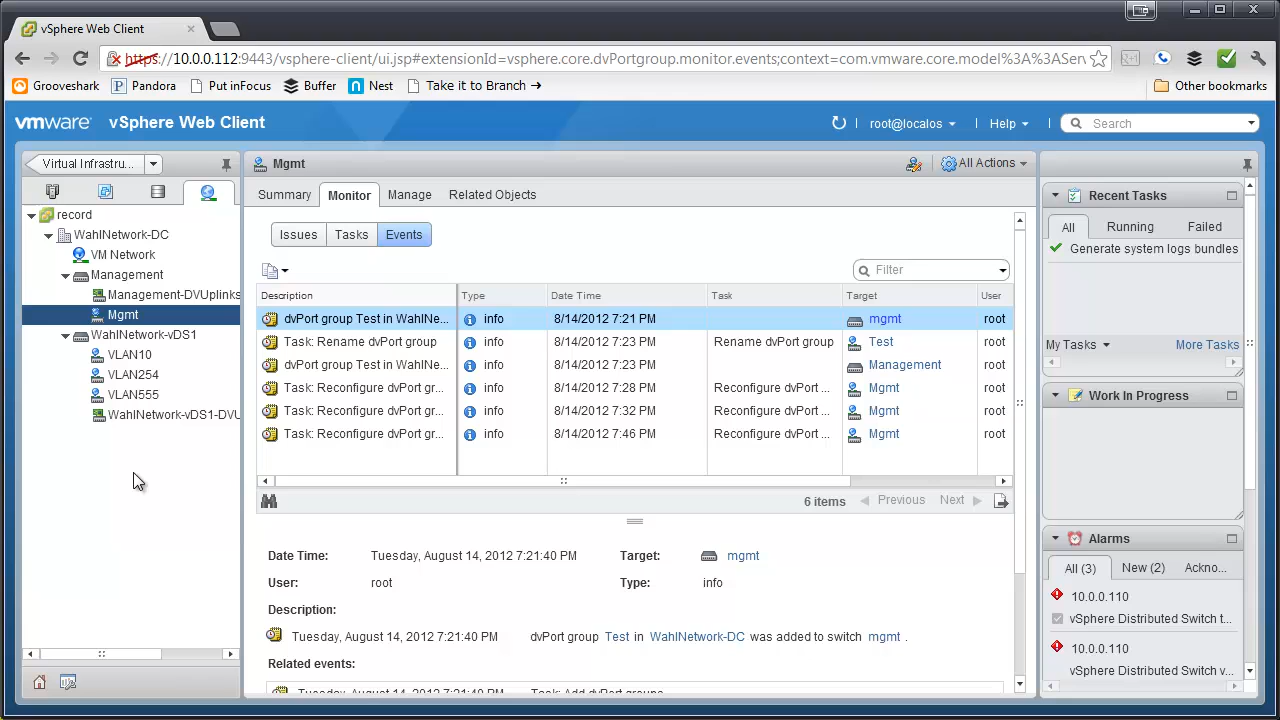 vSphere Web Client
https://10.0.0.112:9443/vsphere-client/ui.jsp#extensionId=vsphere.core.dvPortgroup.monitor.events;context=com.vmware.core.model%3A%3AServ
Grooveshark Pandora Put inFocus Buffer Nest Take it to Branch → Other bookmarks
vmware vSphere Web Client root@localos Help Search
Virtual Infrastru... Mgmt All Actions
Recent Tasks
Summary Monitor Manage Related Objects
record
All Running Failed
WahlNetwork-DC Issues Tasks Events
Generate system logs bundles
VM Network
Management Filter
Management-DVUplinks Description Type Date Time Task Target User
Mgmt dvPort group Test in WahlNe... info 8/14/2012 7:21 PM mgmt root
WahlNetwork-vDS1 Task: Rename dvPort group info 8/14/2012 7:23 PM Rename dvPort group Test root
My Tasks More Tasks
VLAN10 dvPort group Test in WahlNe... info 8/14/2012 7:23 PM Management root
VLAN254 Task: Reconfigure dvPort gr... info 8/14/2012 7:28 PM Reconfigure dvPort ... Mgmt root
Work In Progress
VLAN555 Task: Reconfigure dvPort gr... info 8/14/2012 7:32 PM Reconfigure dvPort ... Mgmt root
WahlNetwork-vDS1-DVU Task: Reconfigure dvPort gr... info 8/14/2012 7:46 PM Reconfigure dvPort ... Mgmt root
6 items Previous Next
Alarms
Date Time: Tuesday, August 14, 2012 7:21:40 PM Target: mgmt
All (3) New (2) Ackno...
User: root Type: info
10.0.0.110
Description:
vSphere Distributed Switch t...
Tuesday, August 14, 2012 7:21:40 PM dvPort group Test in WahlNetwork-DC was added to switch mgmt .
10.0.0.110
Related events:
vSphere Distributed Switch v...
Tuesday, August 14, 2012 7:21:40 PM Task: Add dvPort groups